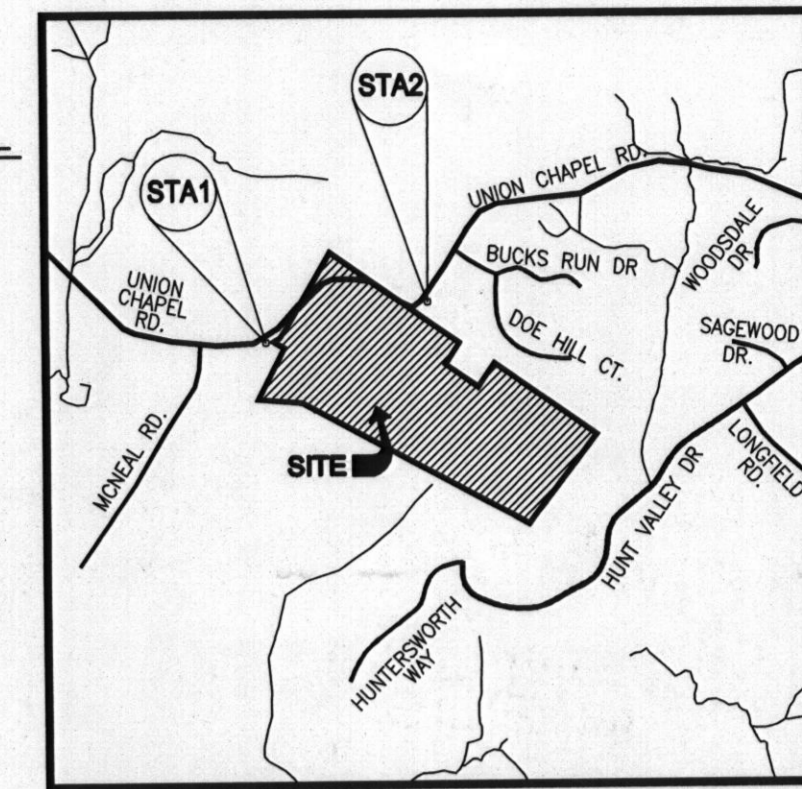 STA2
STA1
UNION CHAPEL RD.
WOODSDALE
DR.
BUCKS RUN DR
UNION
CHAPEL
RD.
DOE HILL CT.
SAGEWOOD
DR.
MCNEAL RD.
SITE
LONGFIELD
RD.
HUNT VALLEY DR
HUNTERSWORTH
WAY